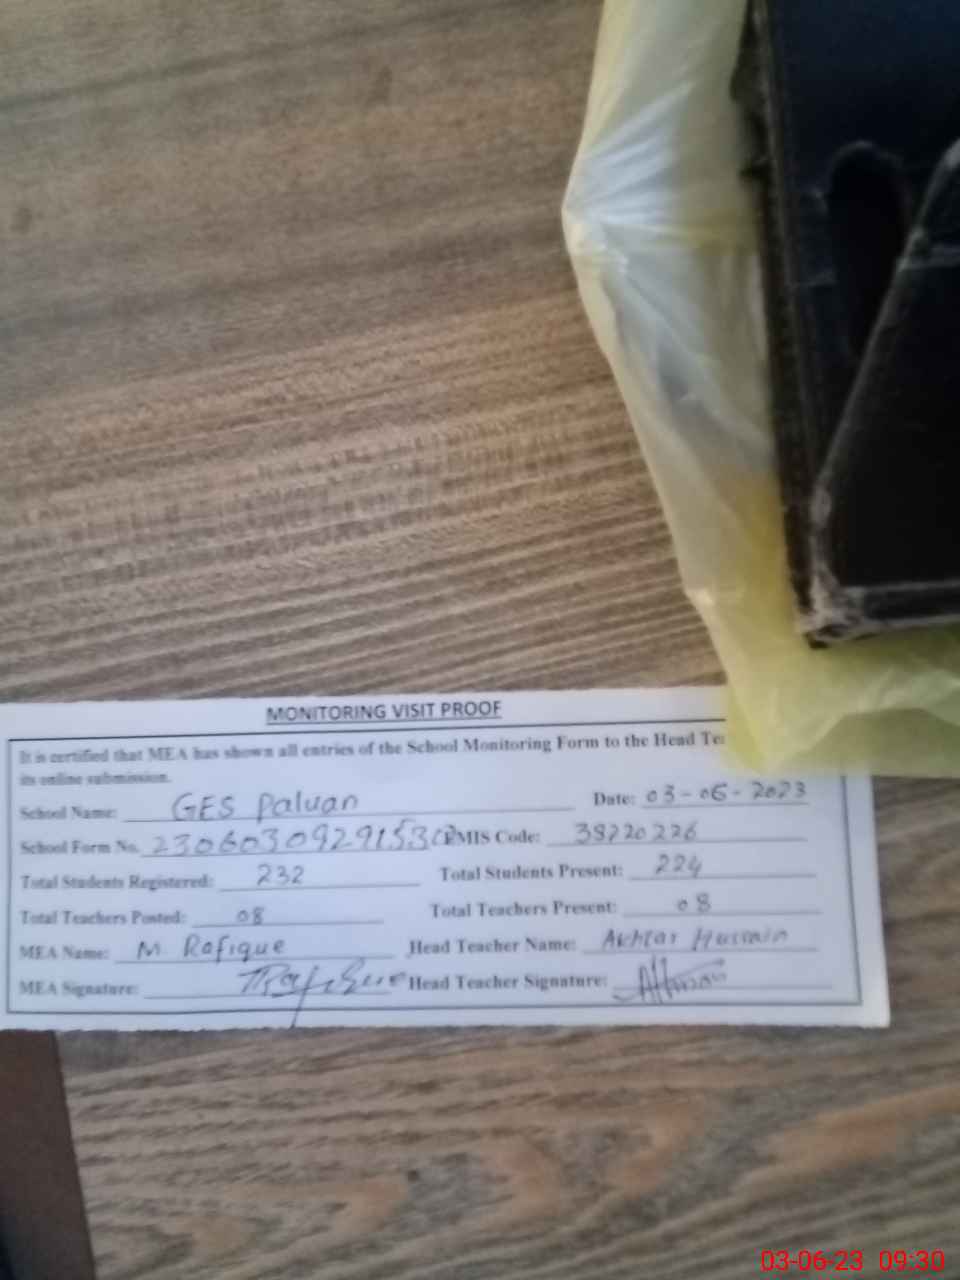 MONITORING VISIT PROOF
It is certified that MEA has shown all entries of the School Monitoring Form to the Head
its online submission.
School Name: GES Paluan Date: 03-06-2023
School Form No. EMIS Code: 38220226
Total Students Registered: 232 Total Students Present: 224
Total Teachers Posted: 08 Total Teachers Present: 08
MEA Name: M Rafique Head Teacher Name: Akhtar Hussain
MEA Signature: Head Teacher Signature:
03-06-23 09:30